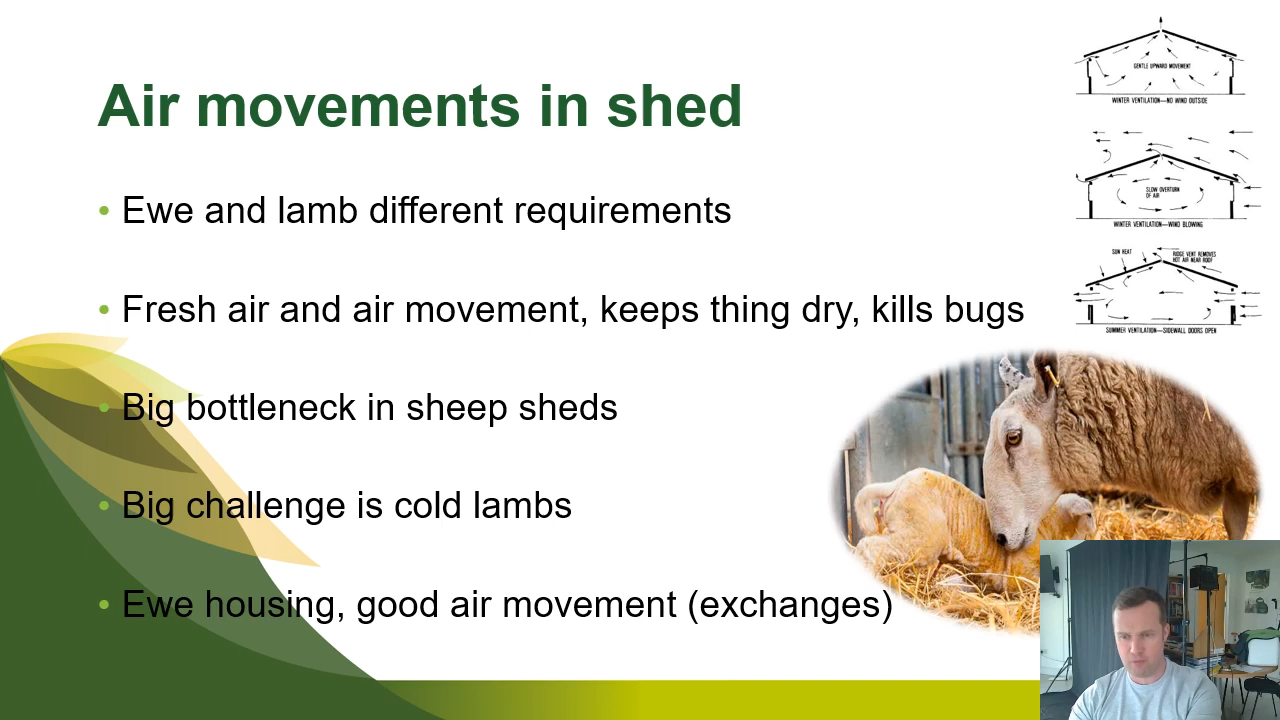 Air movements in shed
Ewe and lamb different requirements
Fresh air and air movement, keeps thing dry, kills bugs
Big bottleneck in sheep sheds
Big challenge is cold lambs
Ewe housing, good air movement (exchanges)
GENTLE UPWARD MOVEMENT
WINTER VENTILATION—NO WIND OUTSIDE
SLOW OVERTURN
OF AIR
WINTER VENTILATION—WIND BLOWING
SUN HEAT
RIDGE VENT REMOVES
HOT AIR NEAR ROOF
SUMMER VENTILATION—SIDEWALL DOORS OPEN